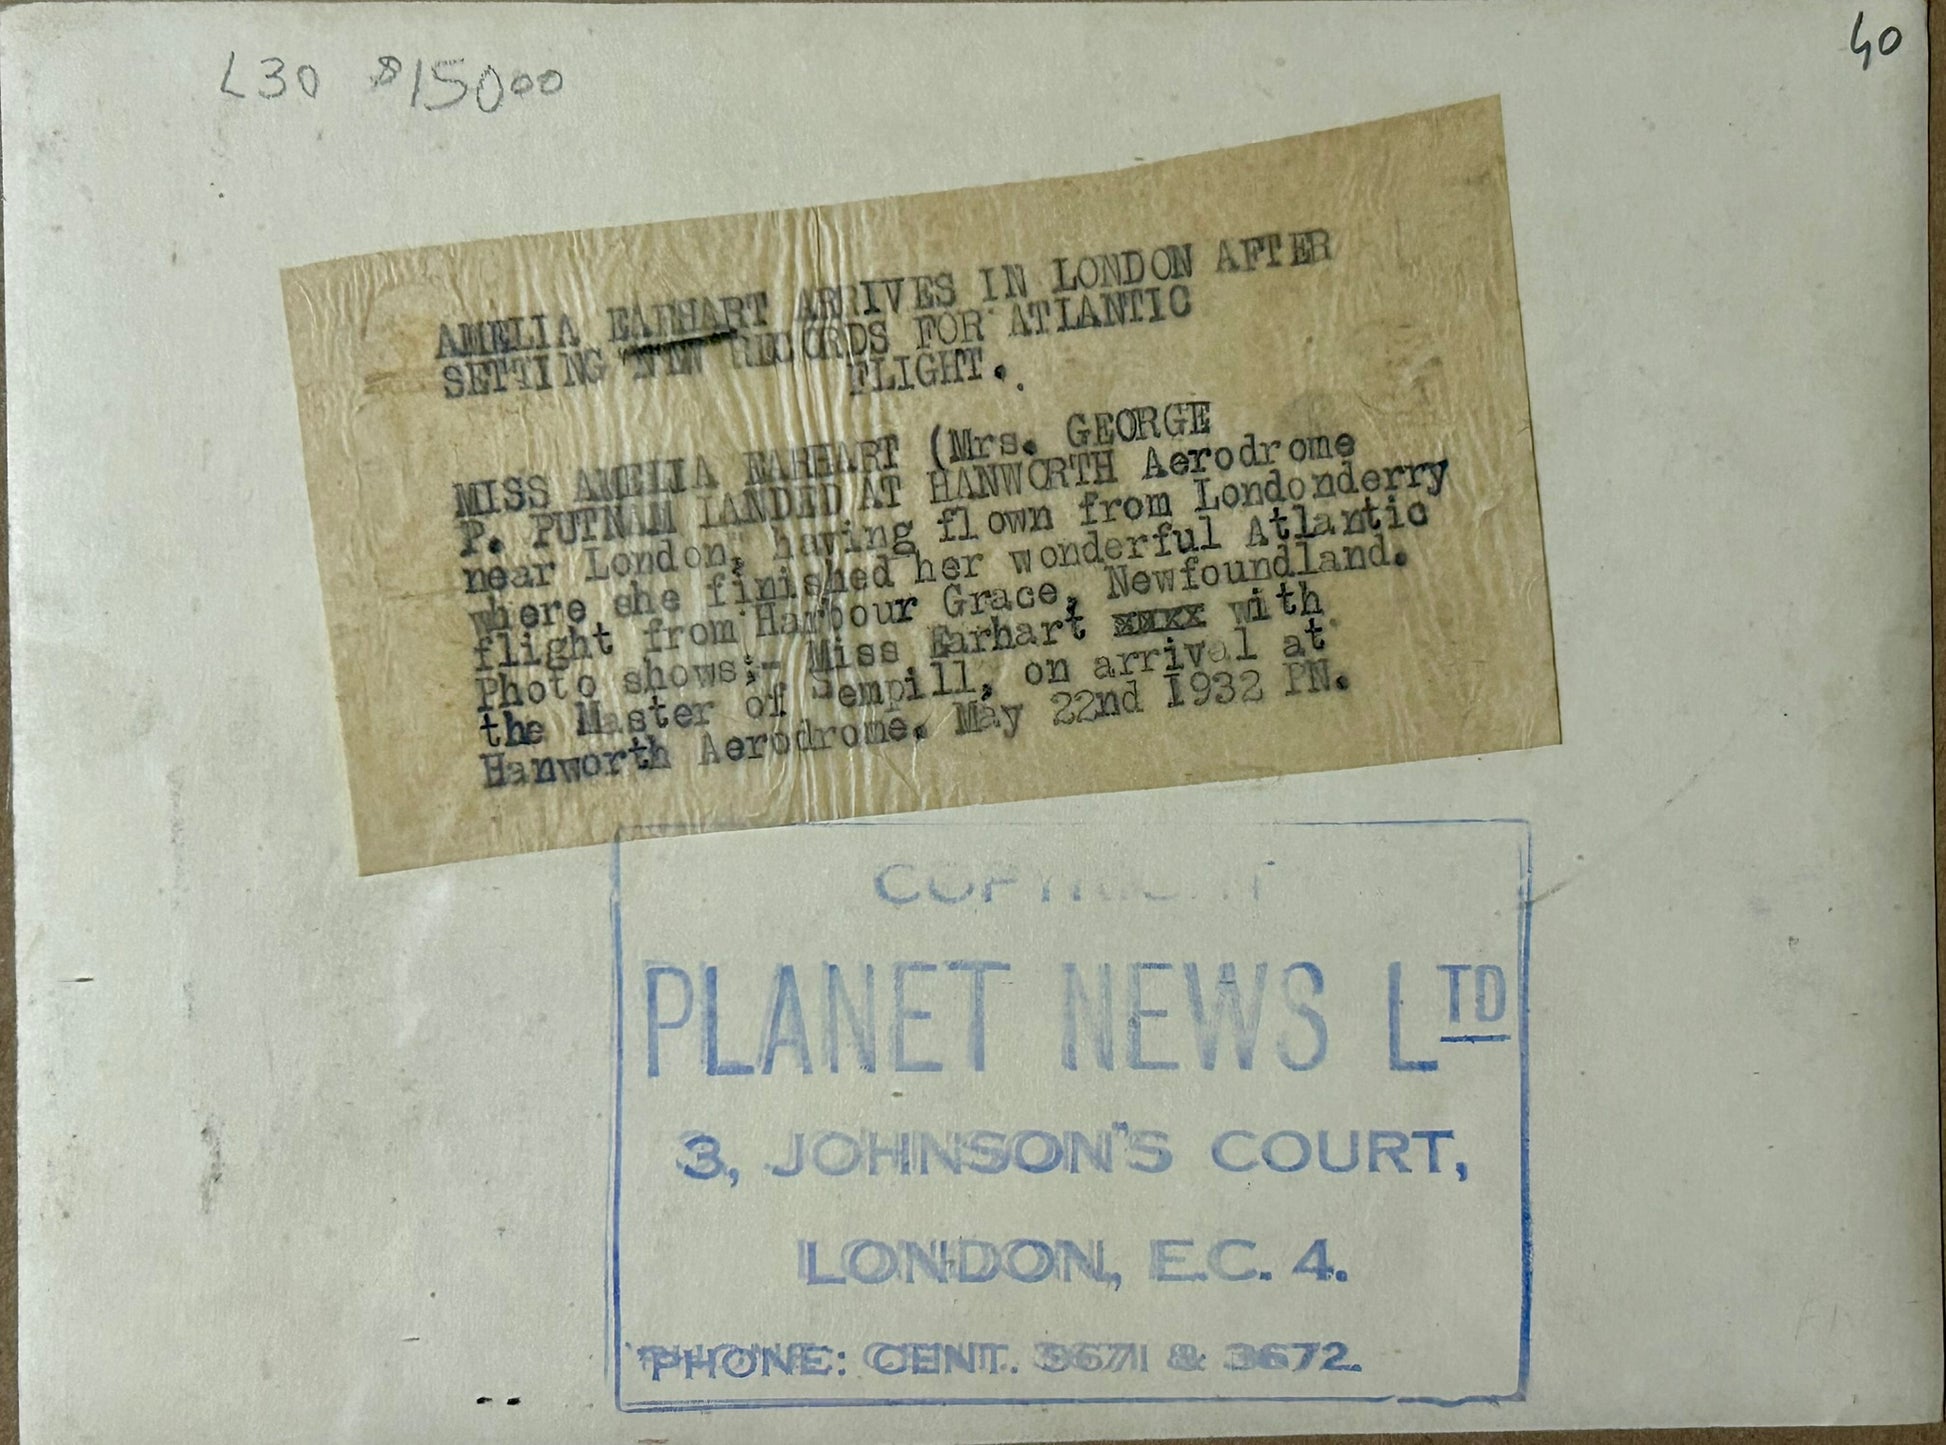 L30 $15000
40
AMELIA EARHART ARRIVES IN LONDON AFTER
SETTING NEW RECORDS FOR ATLANTIC
FLIGHT.
MISS AMELIA EARHART (Mrs. GEORGE
P. PUTNAM LANDED AT HANWORTH Aerodrome
near London, having flown from Londonderry
where she finished her wonderful Atlantic
flight from Harbour Grace, Newfoundland.
Photo shows;- Miss Earhart xxxx with
the Master of Sempill, on arrival at
Hanworth Aerodrome. May 22nd 1932 PN.
COPYRIGHT
PLANET NEWS LTD
3, JOHNSON'S COURT,
LONDON, E.C. 4.
'PHONE: CENT. 3671 & 3672.